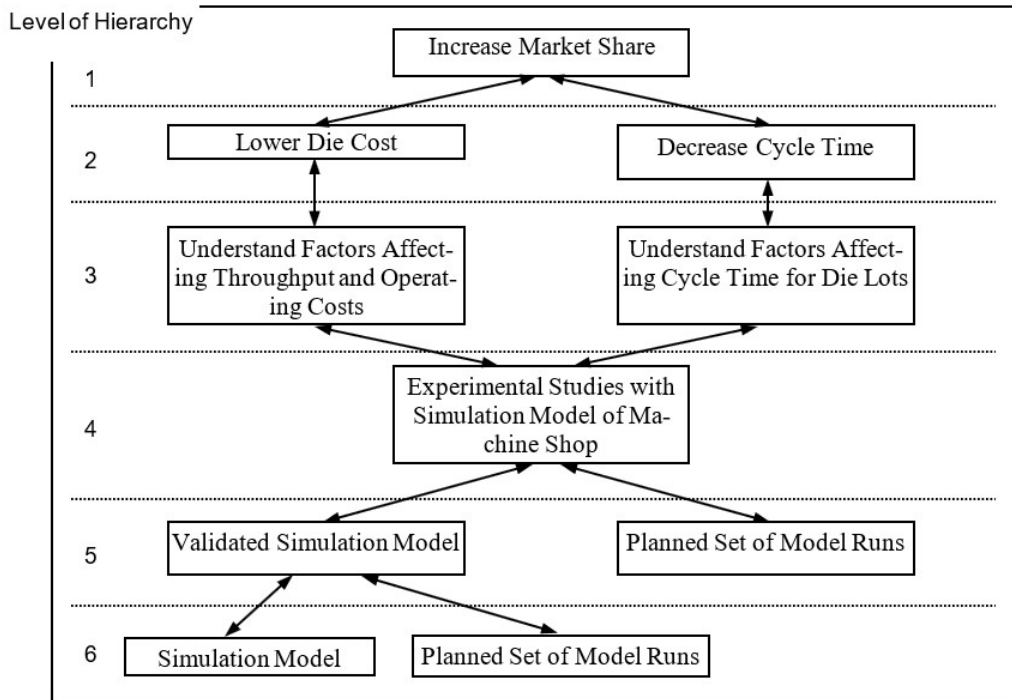 Level of Hierarchy
Increase Market Share
1
Lower Die Cost
Decrease Cycle Time
2
Understand Factors Affect-
ing Throughput and Operat-
ing Costs
Understand Factors Affect-
ing Cycle Time for Die Lots
3
Experimental Studies with
Simulation Model of Ma-
chine Shop
4
Validated Simulation Model
Planned Set of Model Runs
5
Simulation Model
Planned Set of Model Runs
6